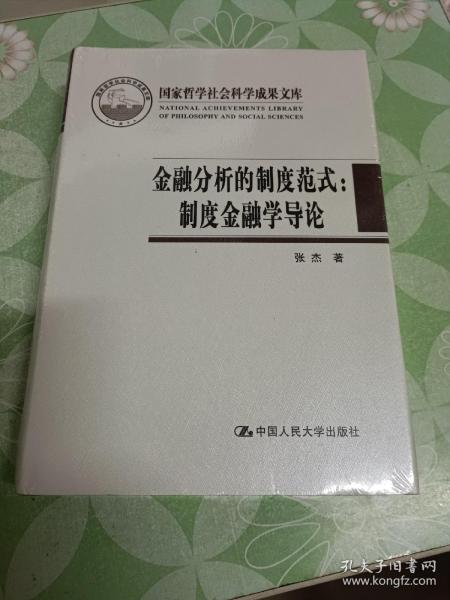 国家哲学社会科学成果文库
NATIONAL ACHIEVEMENTS LIBRARY
OF PHILOSOPHY AND SOCIAL SCIENCES
金融分析的制度范式：
制度金融学导论
张杰 著
中国人民大学出版社
孔夫子旧书网
www.kongfz.com